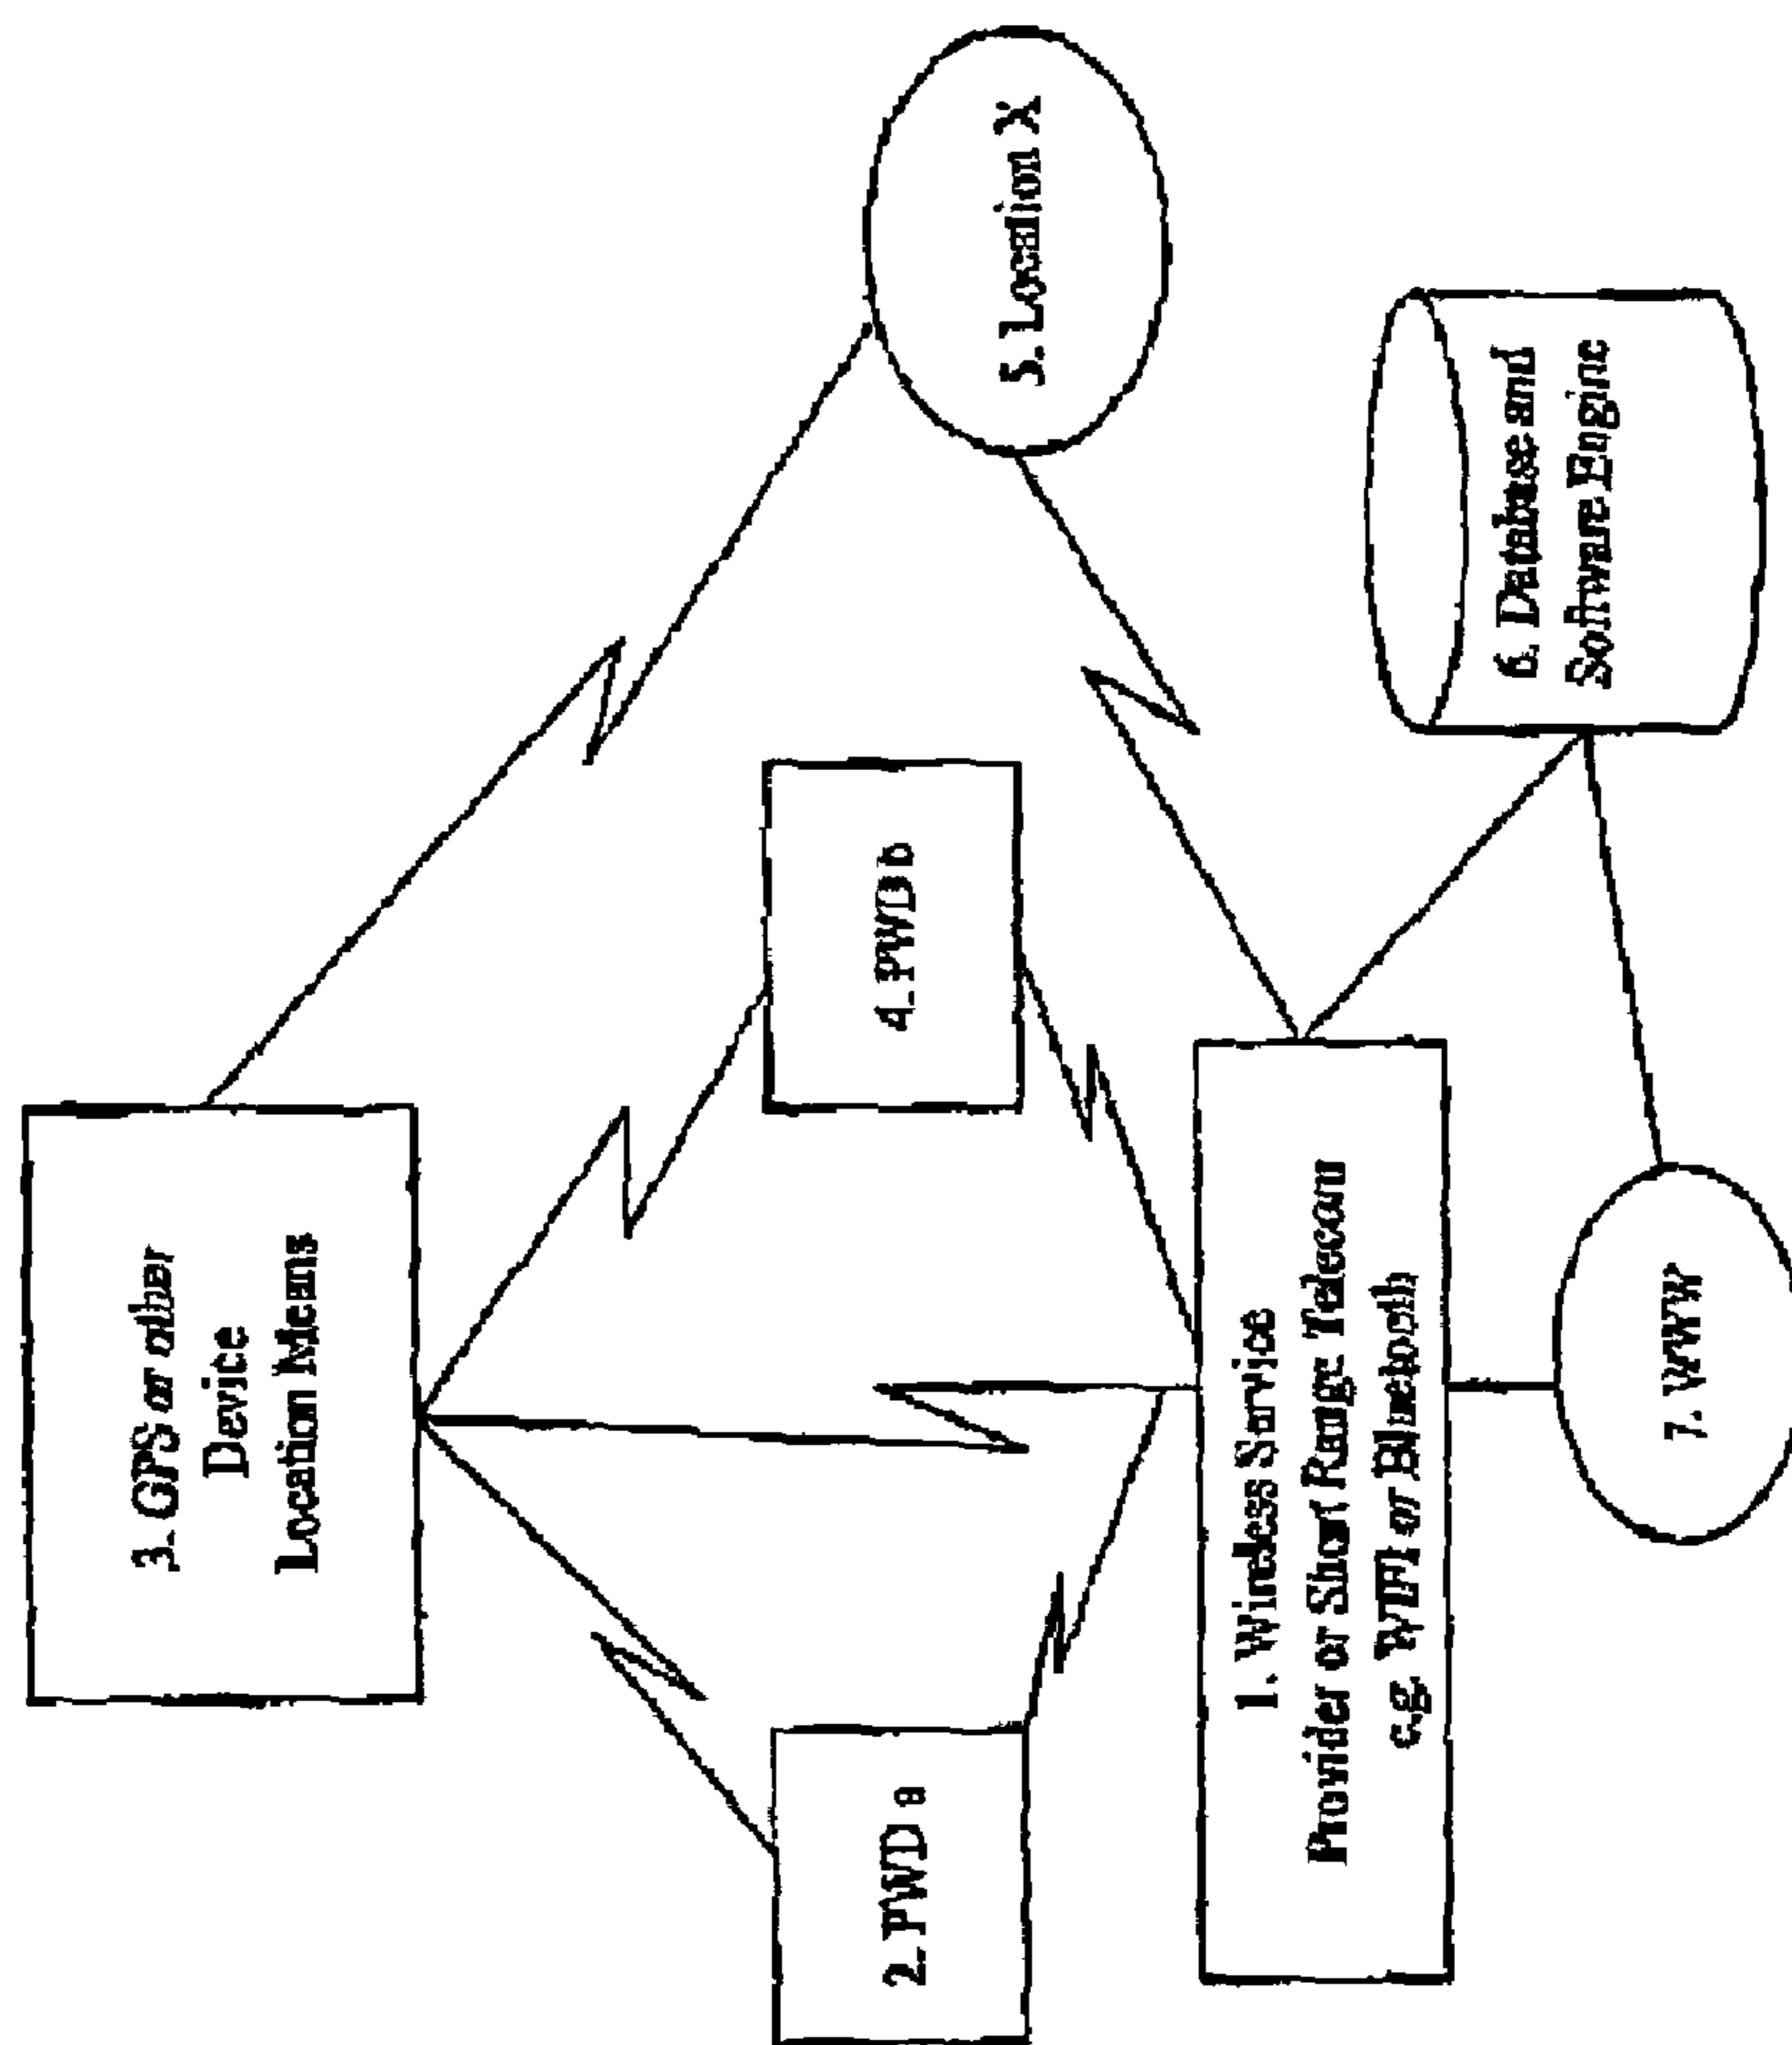 3. GPS or other
Device
Location Means
2. PWD a
4. PWD b
5. Location X
1. Wireless Service
Provider or Short Range Telecom
e.g. WIFI or Bluetooth
6. Database and
Software Engine
7. WWW